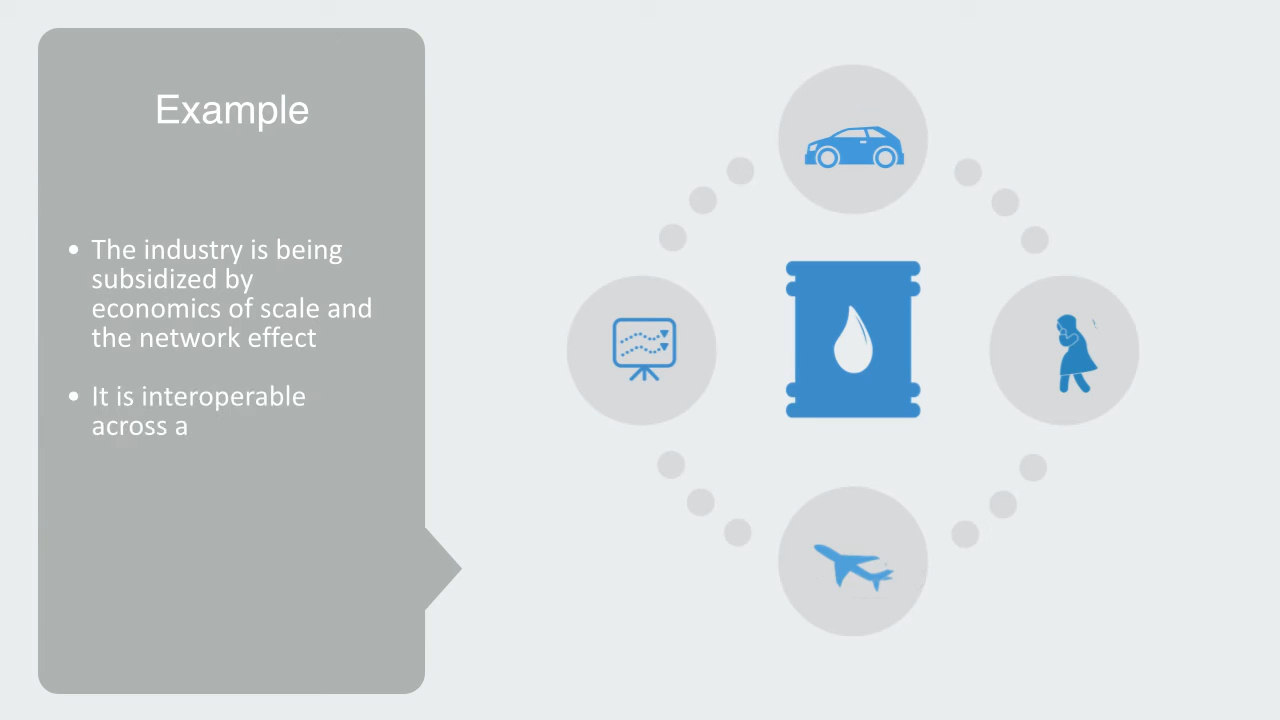 Example
• The industry is being
subsidized by
economics of scale and
the network effect
• It is interoperable
across a